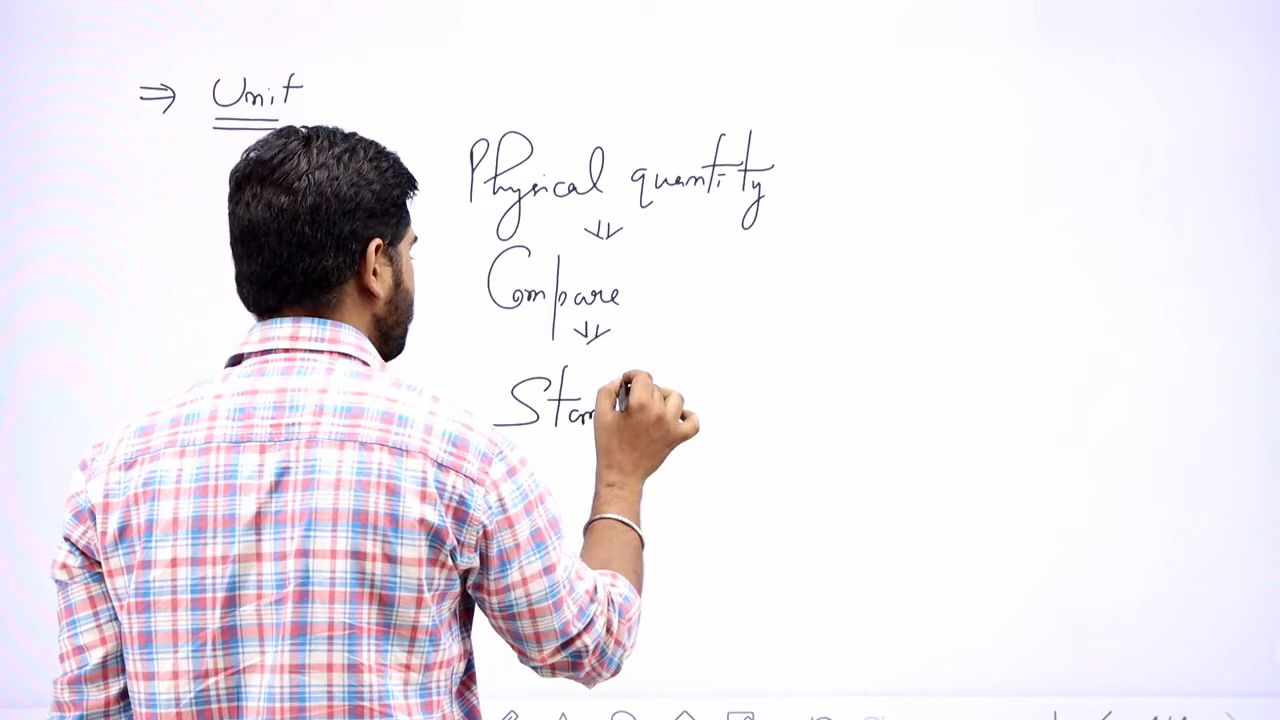 ⇒ Unit
Physical quantity
Compare
Stan